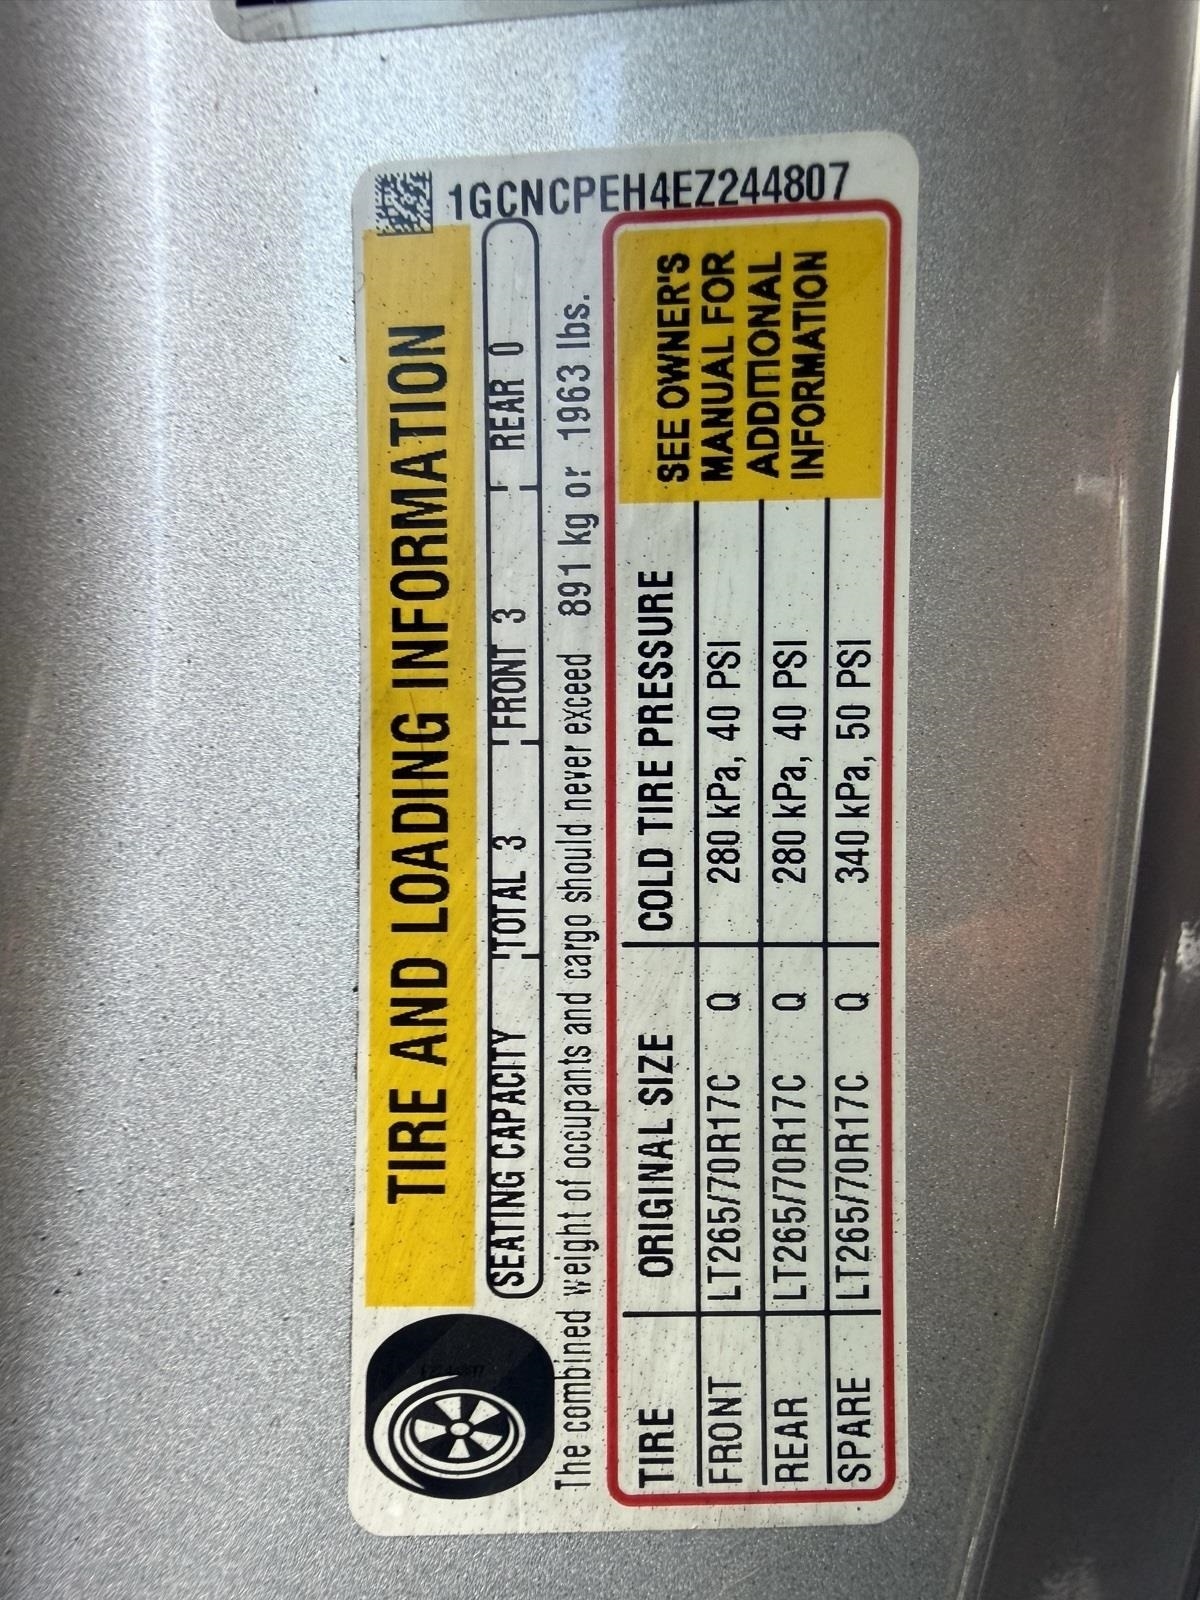 1GCNCPEH4EZ244807
TIRE AND LOADING INFORMATION
SEATING CAPACITY TOTAL 3 FRONT 3 REAR 0
The combined weight of occupants and cargo should never exceed 891 kg or 1963 lbs.
TIRE ORIGINAL SIZE COLD TIRE PRESSURE
FRONT LT265/70R17C Q 280 kPa, 40 PSI
REAR LT265/70R17C Q 280 kPa, 40 PSI
SPARE LT265/70R17C Q 340 kPa, 50 PSI
SEE OWNER'S
MANUAL FOR
ADDITIONAL
INFORMATION